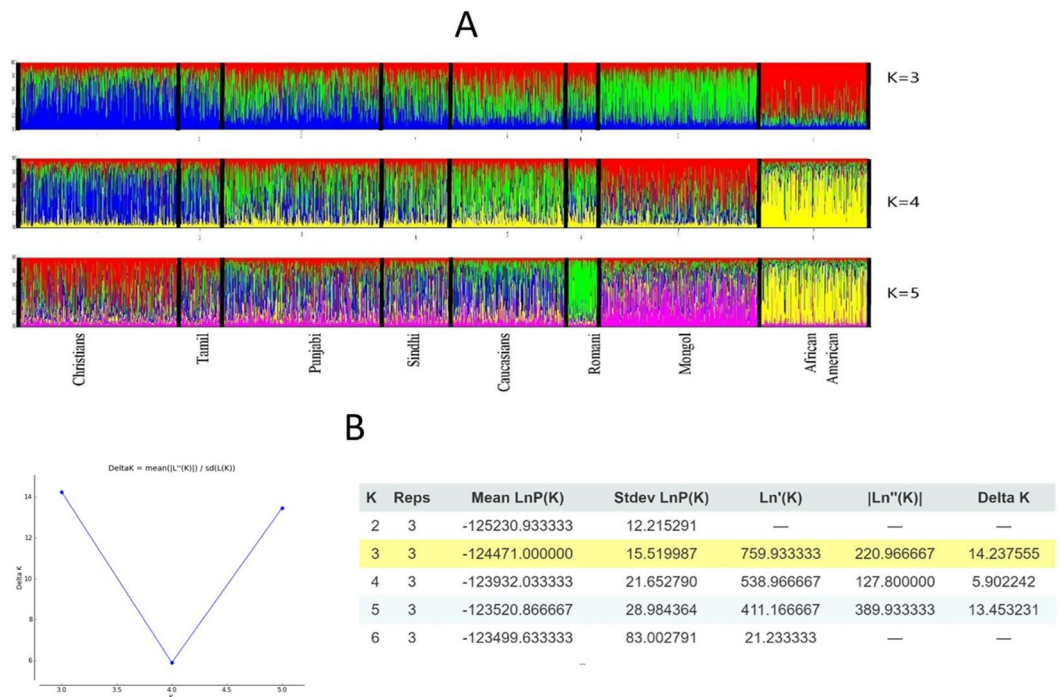 A
K=3
K=4
K=5
Christians
Tamil
Punjabi
Sindhi
Caucasians
Romani
Mongol
African
American
B
DeltaK = mean(|L''(K)|) / sd(L(K))
Delta K
14
12
10
8
6
3.0 3.5 4.0 4.5 5.0
K
K Reps Mean LnP(K) Stdev LnP(K) Ln'(K) |Ln''(K)| Delta K
2 3 -125230.933333 12.215291 — — —
3 3 -124471.000000 15.519987 759.933333 220.966667 14.237555
4 3 -123932.033333 21.652790 538.966667 127.800000 5.902242
5 3 -123520.866667 28.984364 411.166667 389.933333 13.453231
6 3 -123499.633333 83.002791 21.233333 — —